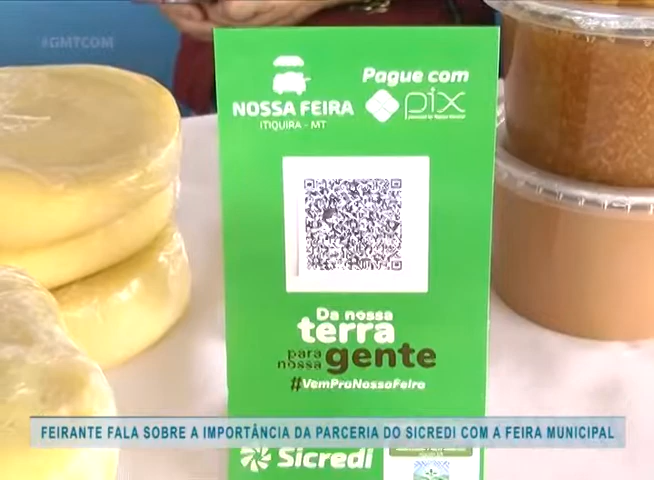 #GMTCOM
NOSSA FEIRA
ITIQUIRA - MT
Pague com
pix
Da nossa
terra
para nossa gente
#VemPraNossaFeira
FEIRANTE FALA SOBRE A IMPORTÂNCIA DA PARCERIA DO SICREDI COM A FEIRA MUNICIPAL
Sicredi